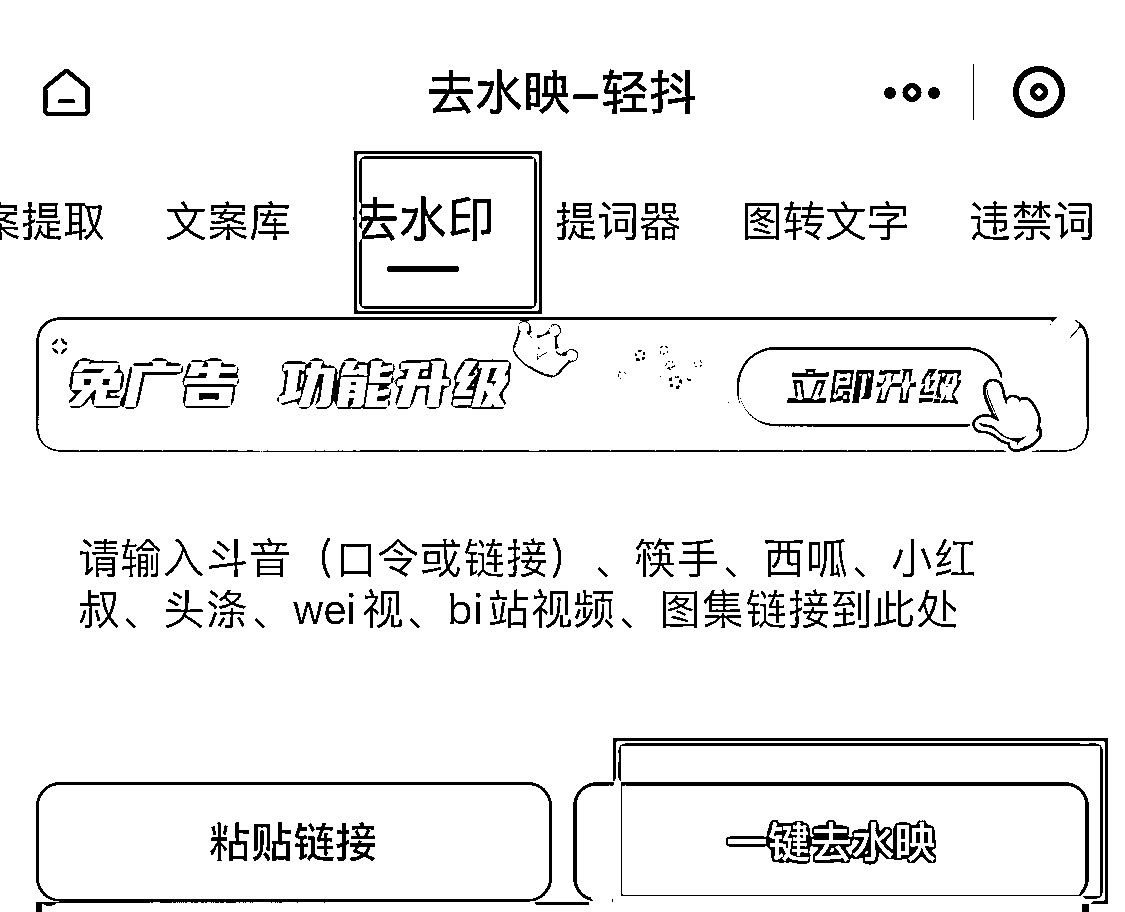 去水映–轻抖
案提取 文案库 去水印 提词器 图转文字 违禁词
免广告 功能升级 立即升级
请输入斗音（口令或链接）、筷手、西呱、小红
叔、头涤、wei视、bi站视频、图集链接到此处
粘贴链接 一键去水映